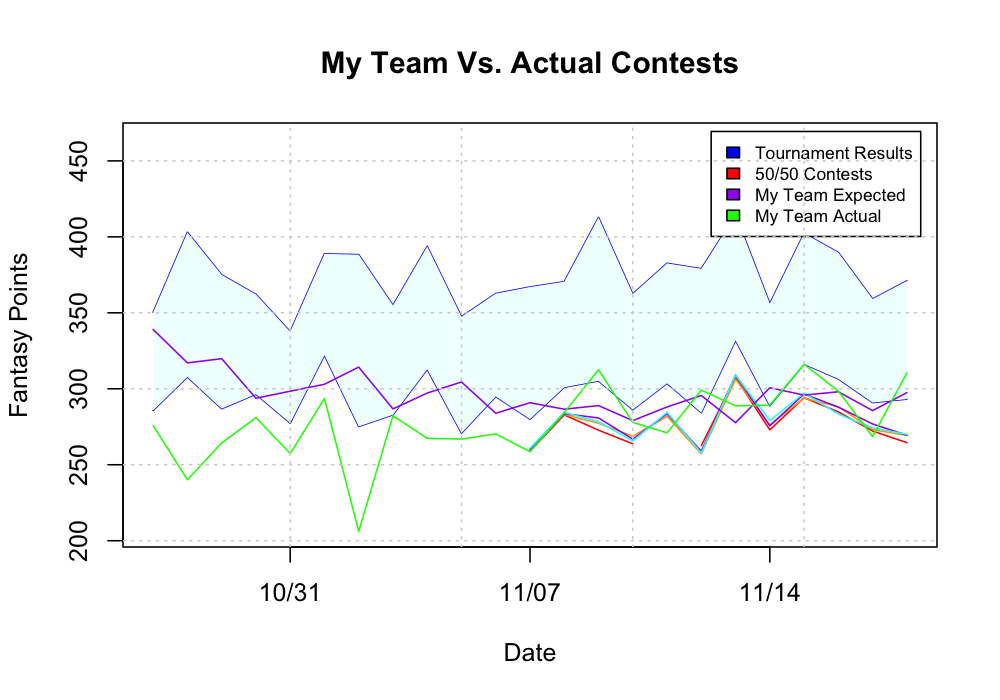 My Team Vs. Actual Contests
Fantasy Points
450
400
350
300
250
200
Tournament Results
50/50 Contests
My Team Expected
My Team Actual
10/31
11/07
11/14
Date